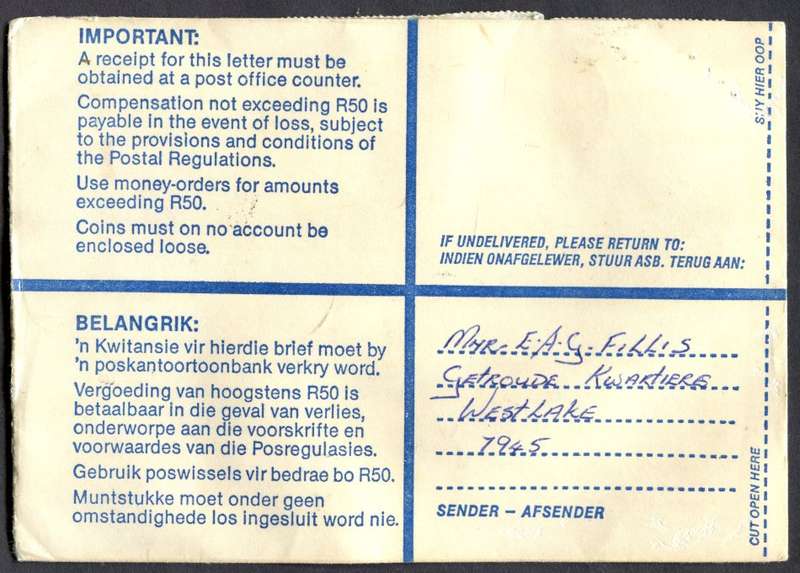 IMPORTANT:
A receipt for this letter must be
obtained at a post office counter.
Compensation not exceeding R50 is
payable in the event of loss, subject
to the provisions and conditions of
the Postal Regulations.
Use money-orders for amounts
exceeding R50.
Coins must on no account be
enclosed loose.
BELANGRIK:
'n Kwitansie vir hierdie brief moet by
'n poskantoortoonbank verkry word.
Vergoeding van hoogstens R50 is
betaalbaar in die geval van verlies,
onderworpe aan die voorskrifte en
voorwaardes van die Posregulasies.
Gebruik poswissels vir bedrae bo R50.
Muntstukke moet onder geen
omstandighede los ingesluit word nie.
IF UNDELIVERED, PLEASE RETURN TO:
INDIEN ONAFGELEWER, STUUR ASB. TERUG AAN:
Mnr. E.A.G. FILLIS
GETROUDE KWARTIERE
WESTLAKE
7945
SENDER – AFSENDER
SNY HIER OOP
CUT OPEN HERE